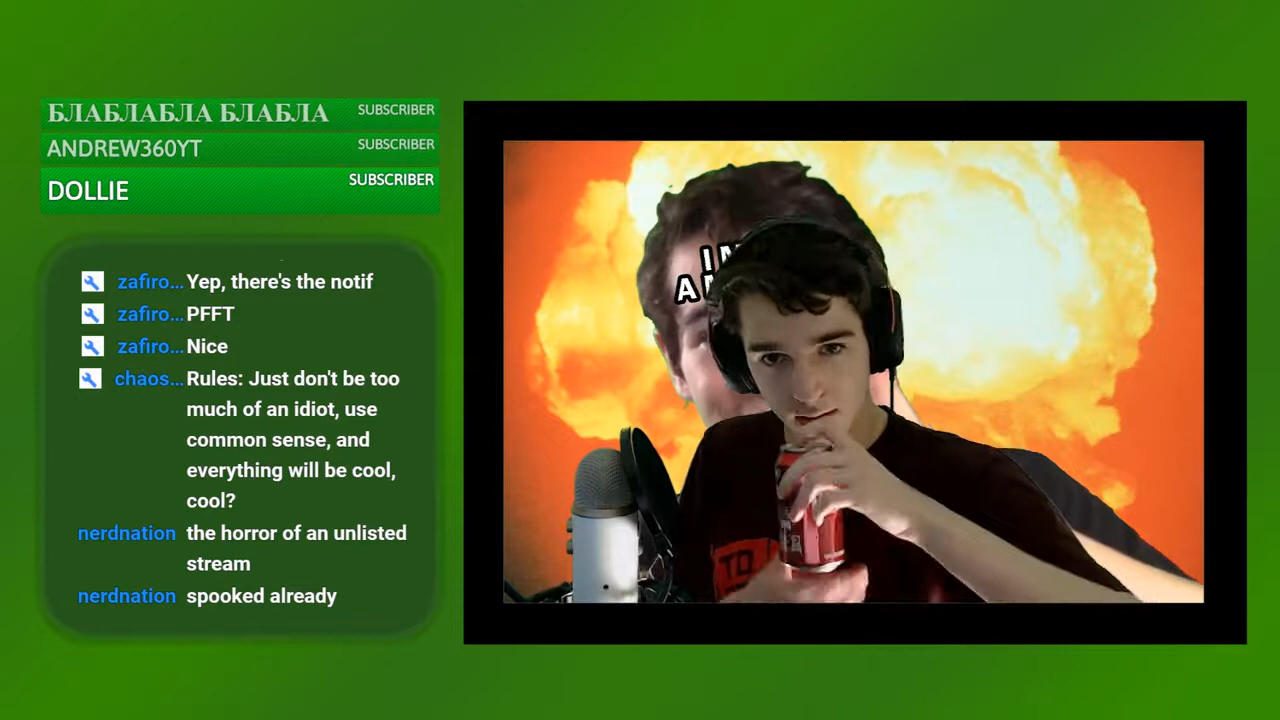 БЛАБЛАБЛА БЛАБЛА SUBSCRIBER
ANDREW360YT SUBSCRIBER
DOLLIE SUBSCRIBER
zafiro... Yep, there's the notif
zafiro... PFFT
zafiro... Nice
chaos... Rules: Just don't be too
much of an idiot, use
common sense, and
everything will be cool,
cool?
nerdnation the horror of an unlisted
stream
nerdnation spooked already
TO